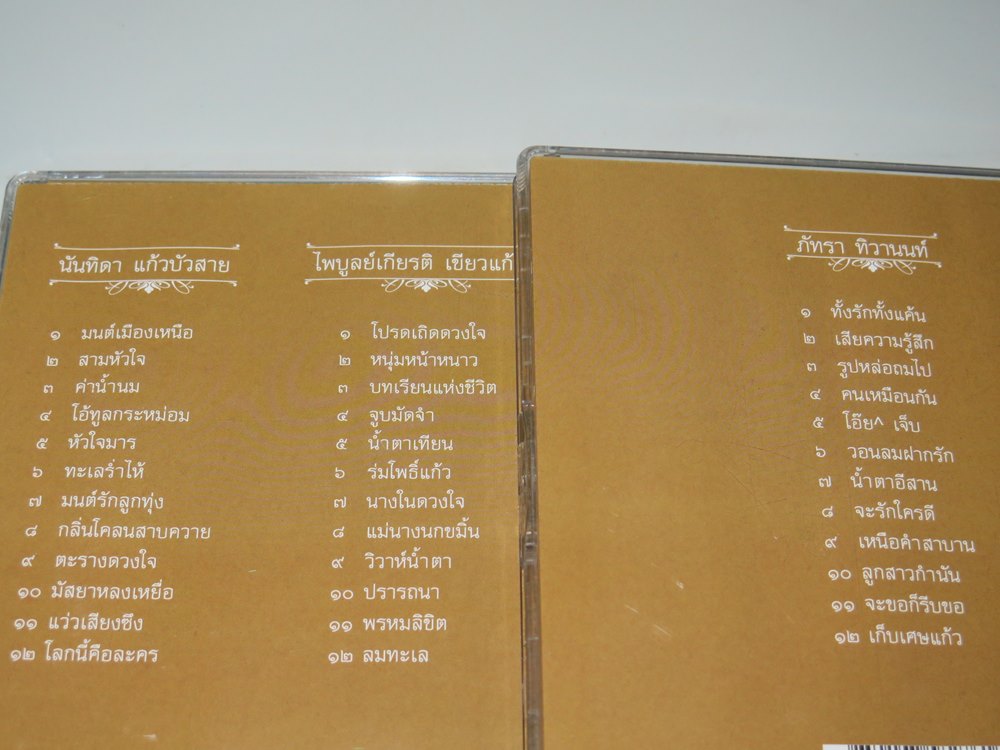 นันทิดา แก้วบัวสาย
๑ มนต์เมืองเหนือ
๒ สามหัวใจ
๓ ค่าน้ำนม
๔ โอ้ทูลกระหม่อม
๕ หัวใจมาร
๖ ทะเลร่ำไห้
๗ มนต์รักลูกทุ่ง
๘ กลิ่นโคลนสาบควาย
๙ ตะรางดวงใจ
๑๐ มัสยาหลงเหยื่อ
๑๑ แว่วเสียงซึง
๑๒ โลกนี้คือละคร
ไพบูลย์เกียรติ เขียวแก้
๑ โปรดเถิดดวงใจ
๒ หนุ่มหน้าหนาว
๓ บทเรียนแห่งชีวิต
๔ จูบมัดจำ
๕ น้ำตาเทียน
๖ ร่มโพธิ์แก้ว
๗ นางในดวงใจ
๘ แม่นางนกขมิ้น
๙ วิวาห์น้ำตา
๑๐ ปรารถนา
๑๑ พรหมลิขิต
๑๒ ลมทะเล
ภัทรา ทิวานนท์
๑ ทั้งรักทั้งแค้น
๒ เสียความรู้สึก
๓ รูปหล่อถมไป
๔ คนเหมือนกัน
๕ โอ๊ย^ เจ็บ
๖ วอนลมฝากรัก
๗ น้ำตาอีสาน
๘ จะรักใครดี
๙ เหนือคำสาบาน
๑๐ ลูกสาวกำนัน
๑๑ จะขอก็รีบขอ
๑๒ เก็บเศษแก้ว